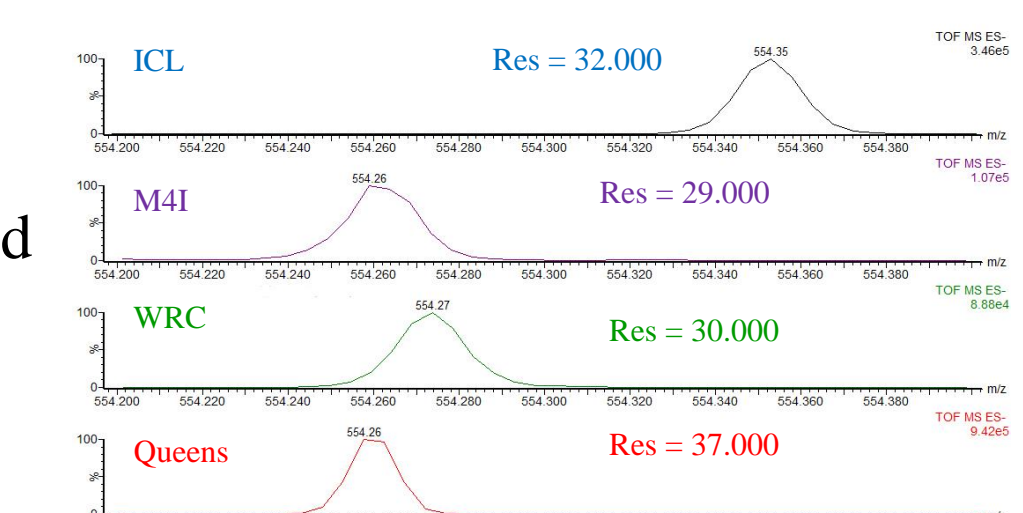 TOF MS ES-
3.46e5
ICL
Res = 32.000
554.35
100
%
0
554.200 554.220 554.240 554.260 554.280 554.300 554.320 554.340 554.360 554.380
m/z
TOF MS ES-
1.07e5
M4I
Res = 29.000
554.26
100
%
0
554.200 554.220 554.240 554.260 554.280 554.300 554.320 554.340 554.360 554.380
m/z
d
TOF MS ES-
8.88e4
WRC
Res = 30.000
554.27
100
%
0
554.200 554.220 554.240 554.260 554.280 554.300 554.320 554.340 554.360 554.380
m/z
TOF MS ES-
9.42e5
Queens
Res = 37.000
554.26
100
%